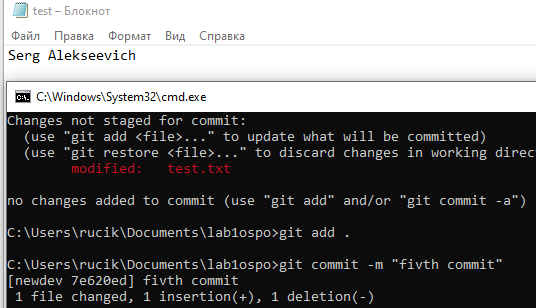 test – Блокнот
Файл Правка Формат Вид Справка
Serg Alekseevich
C:\Windows\System32\cmd.exe
Changes not staged for commit:
(use "git add <file>..." to update what will be committed)
(use "git restore <file>..." to discard changes in working direc
modified: test.txt
no changes added to commit (use "git add" and/or "git commit -a")
C:\Users\rucik\Documents\lab1ospo>git add .
C:\Users\rucik\Documents\lab1ospo>git commit -m "fivth commit"
[newdev 7e620ed] fivth commit
1 file changed, 1 insertion(+), 1 deletion(-)